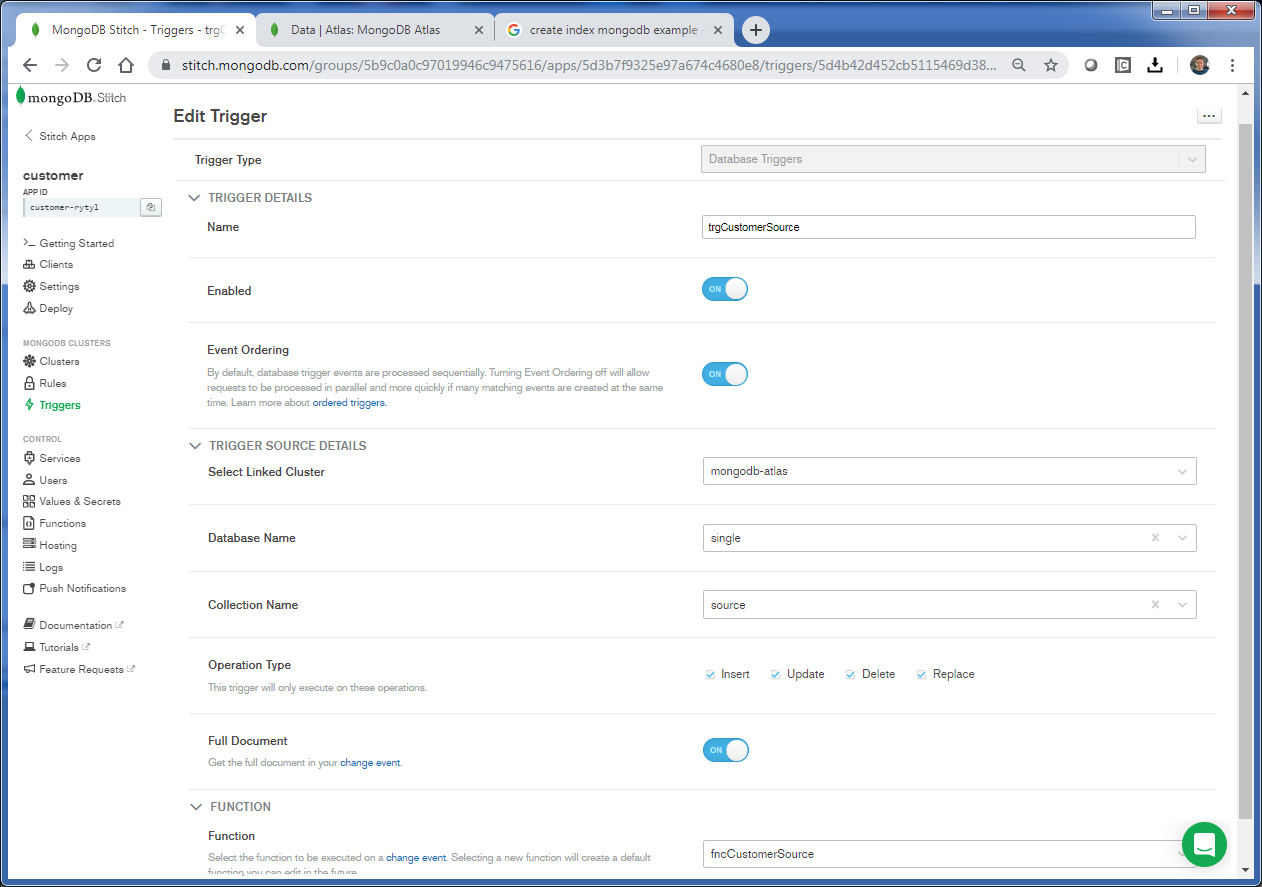 MongoDB Stitch - Triggers - trgC
Data | Atlas: MongoDB Atlas
create index mongodb example -
stitch.mongodb.com/groups/5b9c0a0c97019946c9475616/apps/5d3b7f9325e97a674c4680e8/triggers/5d4b42d452cb5115469d38...
mongoDB. Stitch
Stitch Apps
customer
APP ID
customer-rytyl
Getting Started
Clients
Settings
Deploy
MONGODB CLUSTERS
Clusters
Rules
Triggers
CONTROL
Services
Users
Values & Secrets
Functions
Hosting
Logs
Push Notifications
Documentation
Tutorials
Feature Requests
Edit Trigger
...
Trigger Type
Database Triggers
TRIGGER DETAILS
Name
trgCustomerSource
Enabled
ON
Event Ordering
By default, database trigger events are processed sequentially. Turning Event Ordering off will allow
requests to be processed in parallel and more quickly if many matching events are created at the same
time. Learn more about ordered triggers.
ON
TRIGGER SOURCE DETAILS
Select Linked Cluster
mongodb-atlas
Database Name
single
Collection Name
source
Operation Type
This trigger will only execute on these operations.
Insert Update Delete Replace
Full Document
Get the full document in your change event.
ON
FUNCTION
Function
Select the function to be executed on a change event. Selecting a new function will create a default
function you can edit in the future.
fncCustomerSource